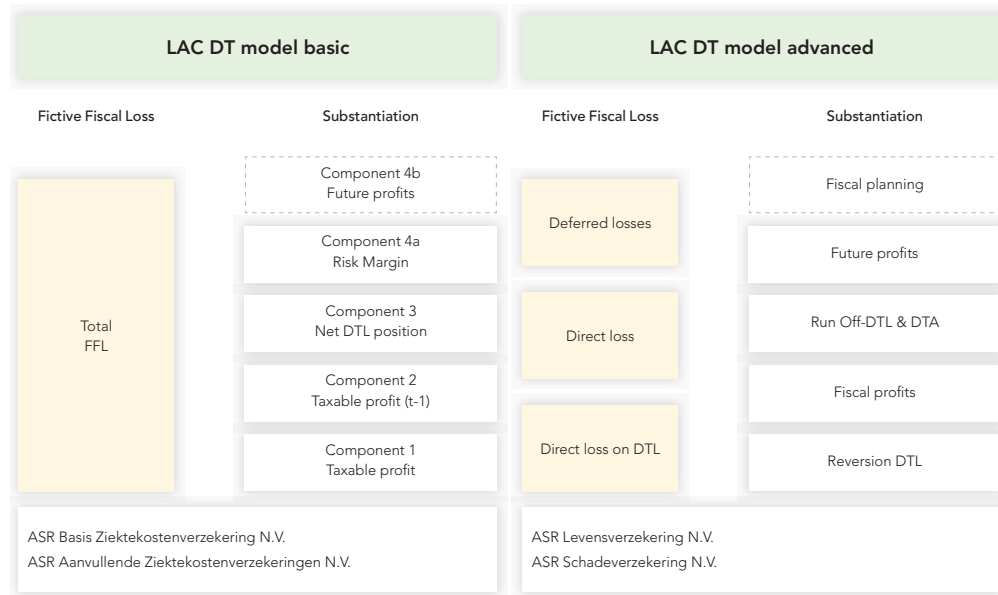 LAC DT model basic
Fictive Fiscal Loss
Substantiation
Total
FFL
Component 4b
Future profits
Component 4a
Risk Margin
Component 3
Net DTL position
Component 2
Taxable profit (t-1)
Component 1
Taxable profit
ASR Basis Ziektekostenverzekering N.V.
ASR Aanvullende Ziektekostenverzekeringen N.V.
LAC DT model advanced
Fictive Fiscal Loss
Substantiation
Deferred losses
Direct loss
Direct loss on DTL
Fiscal planning
Future profits
Run Off-DTL & DTA
Fiscal profits
Reversion DTL
ASR Levensverzekering N.V.
ASR Schadeverzekering N.V.